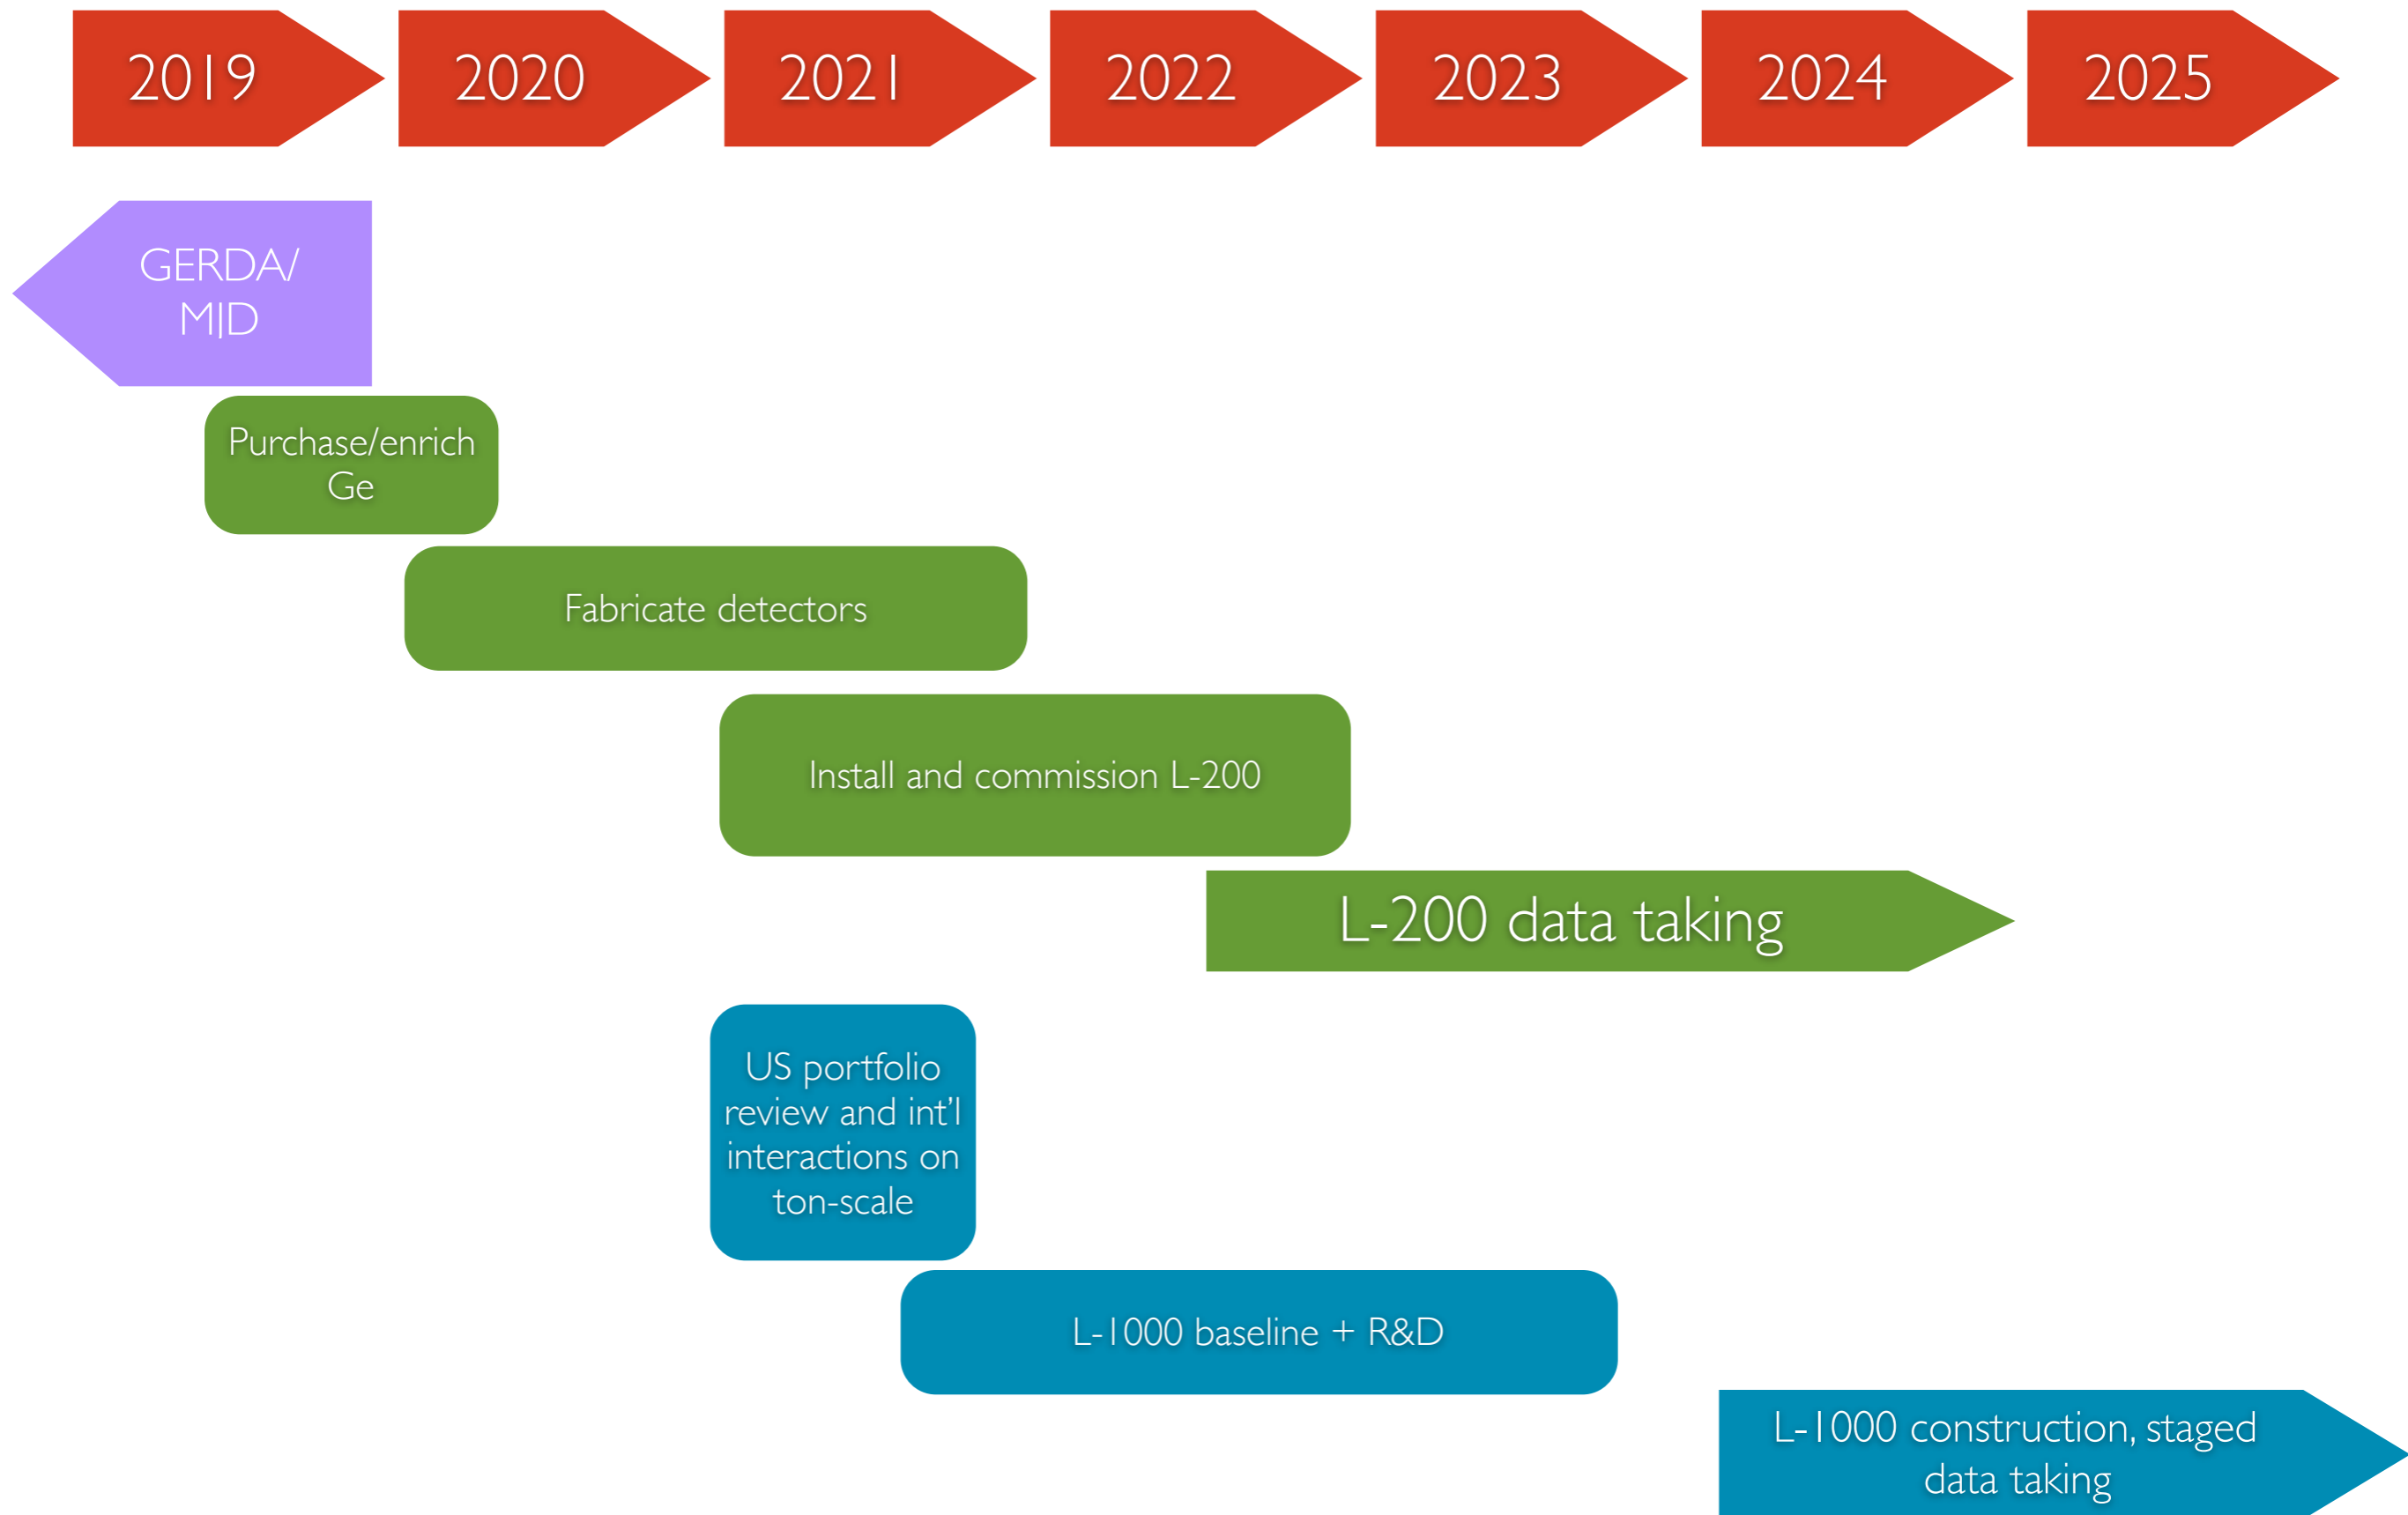 2019
2020
2021
2022
2023
2024
2025
GERDA/
MJD
Purchase/enrich
Ge
Fabricate detectors
Install and commission L-200
L-200 data taking
US portfolio
review and int’l
interactions on
ton-scale
L-1000 baseline + R&D
L-1000 construction, staged
data taking